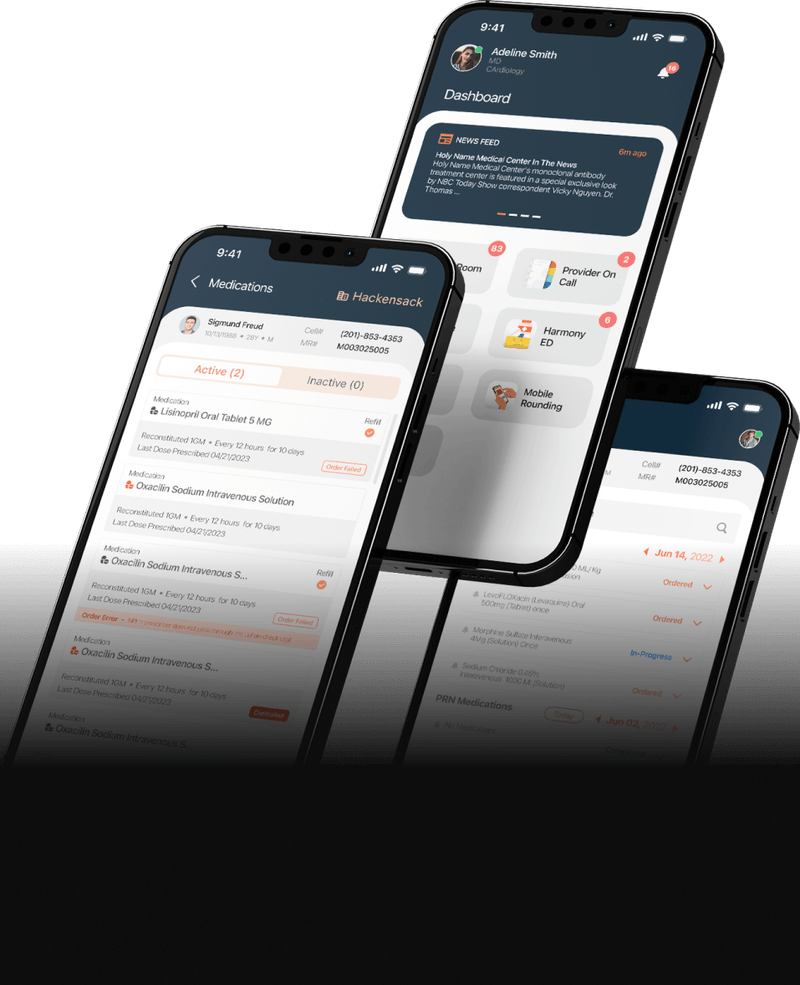 9:41
Adeline Smith
MD
CArdiology
16
Dashboard
NEWS FEED
6m ago
Holy Name Medical Center In The News
Holy Name Medical Center's monoclonal antibody
treatment center is featured in a special exclusive look
by NBC Today Show correspondent Vicky Nguyen. Dr.
Thomas ...
83
Room
2
Provider On
Call
6
Harmony
ED
Mobile
Rounding
9:41
Medications
Hackensack
Sigmund Freud
10/13/1988 • 28Y • M
Cell# (201)-853-4353
MR# M003025005
Active (2)
Inactive (0)
Medication
Lisinopril Oral Tablet 5 MG
Refill
Reconstituted 1GM • Every 12 hours for 10 days
Last Dose Prescribed 04/21/2023
Order Failed
Medication
Oxacilin Sodium Intravenous Solution
Reconstituted 1GM • Every 12 hours for 10 days
Last Dose Prescribed 04/21/2023
Medication
Oxacilin Sodium Intravenous S...
Refill
Reconstituted 1GM • Every 12 hours for 10 days
Last Dose Prescribed 04/21/2023
Order Failed
Order Error -
Medication
Oxacilin Sodium Intravenous S...
Reconstituted 1GM • Every 12 hours for 10 days
Last Dose Prescribed 04/21/2023
Controlled
Medication
Oxacilin Sodium Intravenous S...
M
Cell# (201)-853-4353
MR# M003025005
Jun 14, 2022
0 ML/Kg
Ordered
LevoFLOXacin (Levaquine) Oral
500mg (Tablet) once
Ordered
Morphine Sulfate Interavenous
4Mg (Solution) Once
In-Progress
Sodium Chloride 0.45%
Interavinous 1000 Ml (Solution)
Ordered
PRN Medications
Today
Jun 02, 2022
No Medications